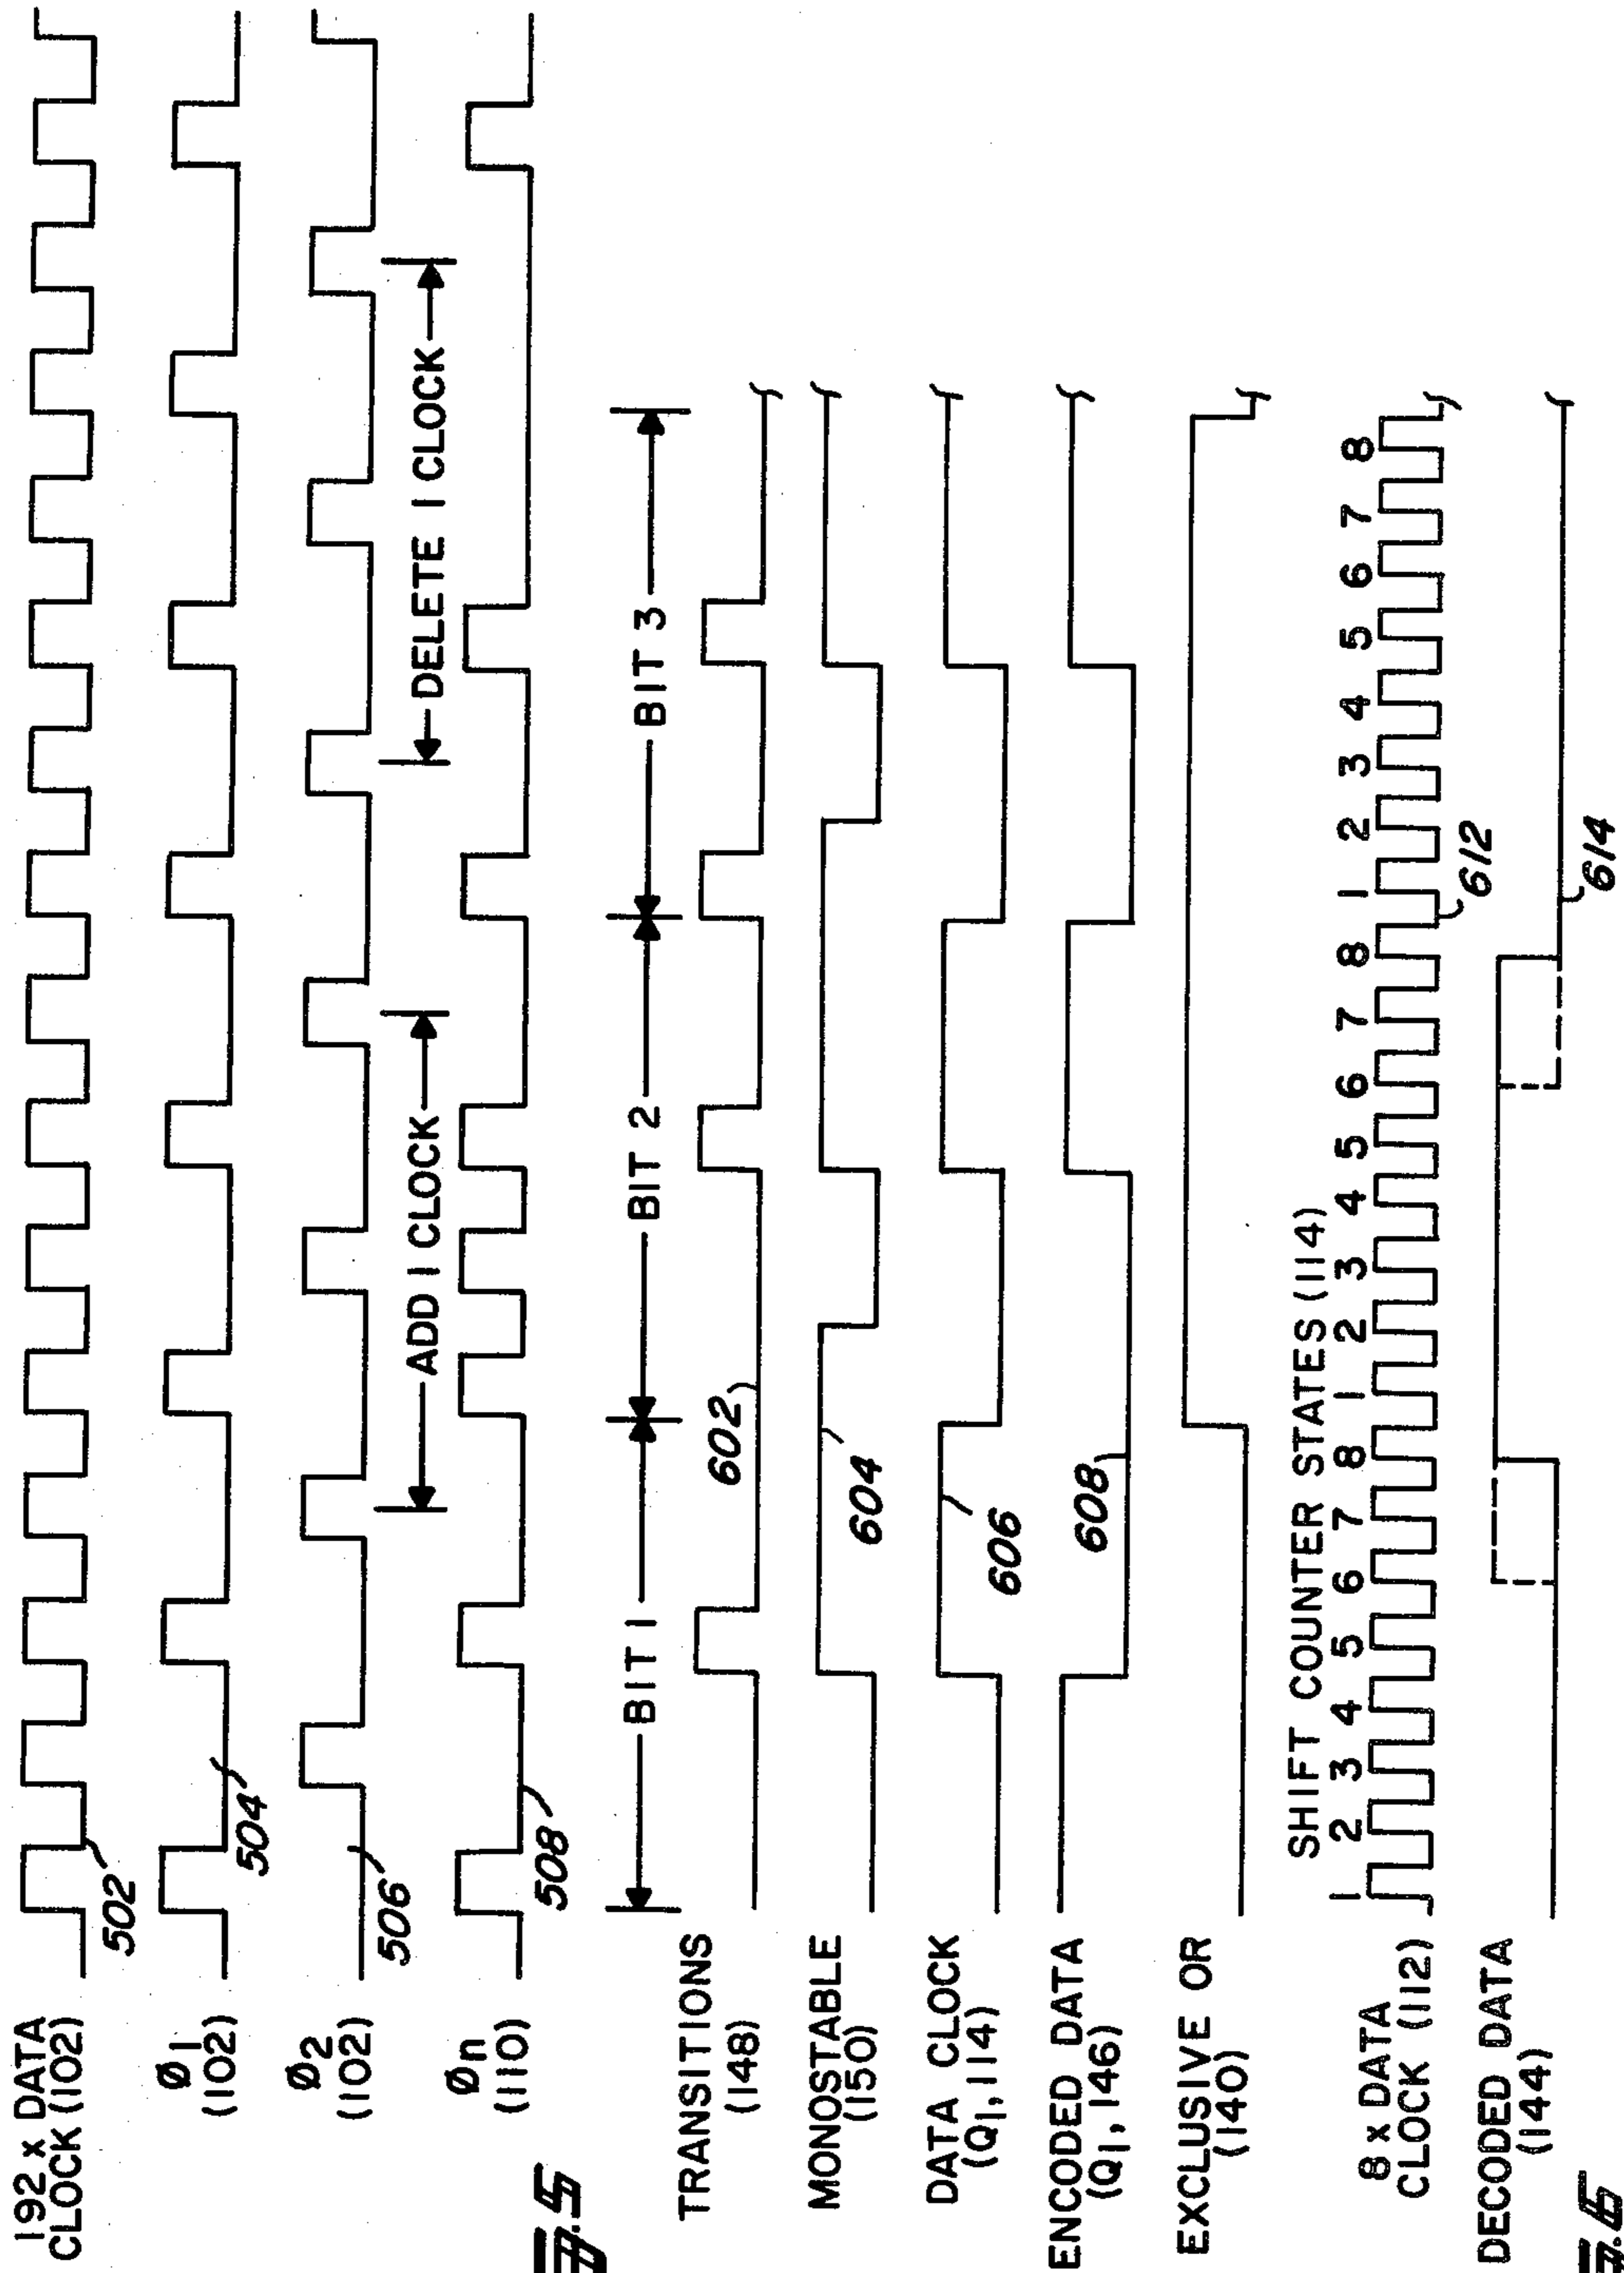 192 x DATA
CLOCK (102)
502
Ø1
(102)
504
Ø2
(102)
506
ADD 1 CLOCK
DELETE 1 CLOCK
Øn
(110)
508
Fig. 5
BIT 1
BIT 2
BIT 3
TRANSITIONS
(148)
602
MONOSTABLE
(150)
604
DATA CLOCK
(Q1, 114)
606
ENCODED DATA
(Q1, 146)
608
EXCLUSIVE OR
(140)
SHIFT COUNTER STATES (114)
1 2 3 4 5 6 7 8 1 2 3 4 5 6 7 8 1 2 3 4 5 6 7 8
8 x DATA
CLOCK (112)
612
DECODED DATA
(144)
614
Fig. 6